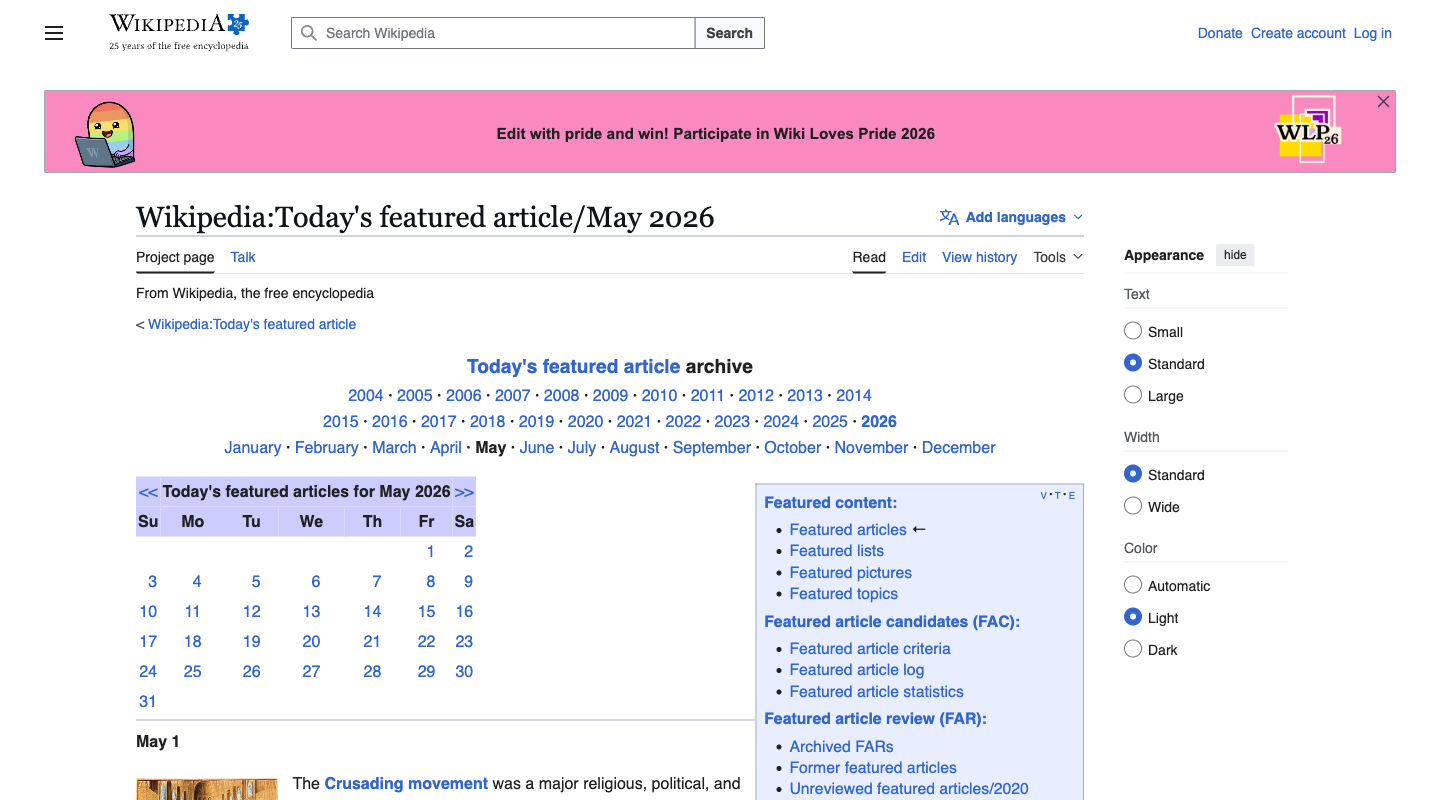 WIKIPEDIA 25
25 years of the free encyclopedia
Search Wikipedia
Search
Donate Create account Log in
W
Edit with pride and win! Participate in Wiki Loves Pride 2026
WLP26
Wikipedia:Today's featured article/May 2026
Add languages
Project page Talk
Read Edit View history Tools
From Wikipedia, the free encyclopedia
< Wikipedia:Today's featured article
Today's featured article archive
2004 · 2005 · 2006 · 2007 · 2008 · 2009 · 2010 · 2011 · 2012 · 2013 · 2014
2015 · 2016 · 2017 · 2018 · 2019 · 2020 · 2021 · 2022 · 2023 · 2024 · 2025 · 2026
January · February · March · April · May · June · July · August · September · October · November · December
<< Today's featured articles for May 2026 >>
Su Mo Tu We Th Fr Sa
1 2
3 4 5 6 7 8 9
10 11 12 13 14 15 16
17 18 19 20 21 22 23
24 25 26 27 28 29 30
31
May 1
The Crusading movement was a major religious, political, and
V · T · E
Featured content:
• Featured articles ←
• Featured lists
• Featured pictures
• Featured topics
Featured article candidates (FAC):
• Featured article criteria
• Featured article log
• Featured article statistics
Featured article review (FAR):
• Archived FARs
• Former featured articles
• Unreviewed featured articles/2020
Appearance hide
Text
Small
Standard
Large
Width
Standard
Wide
Color
Automatic
Light
Dark